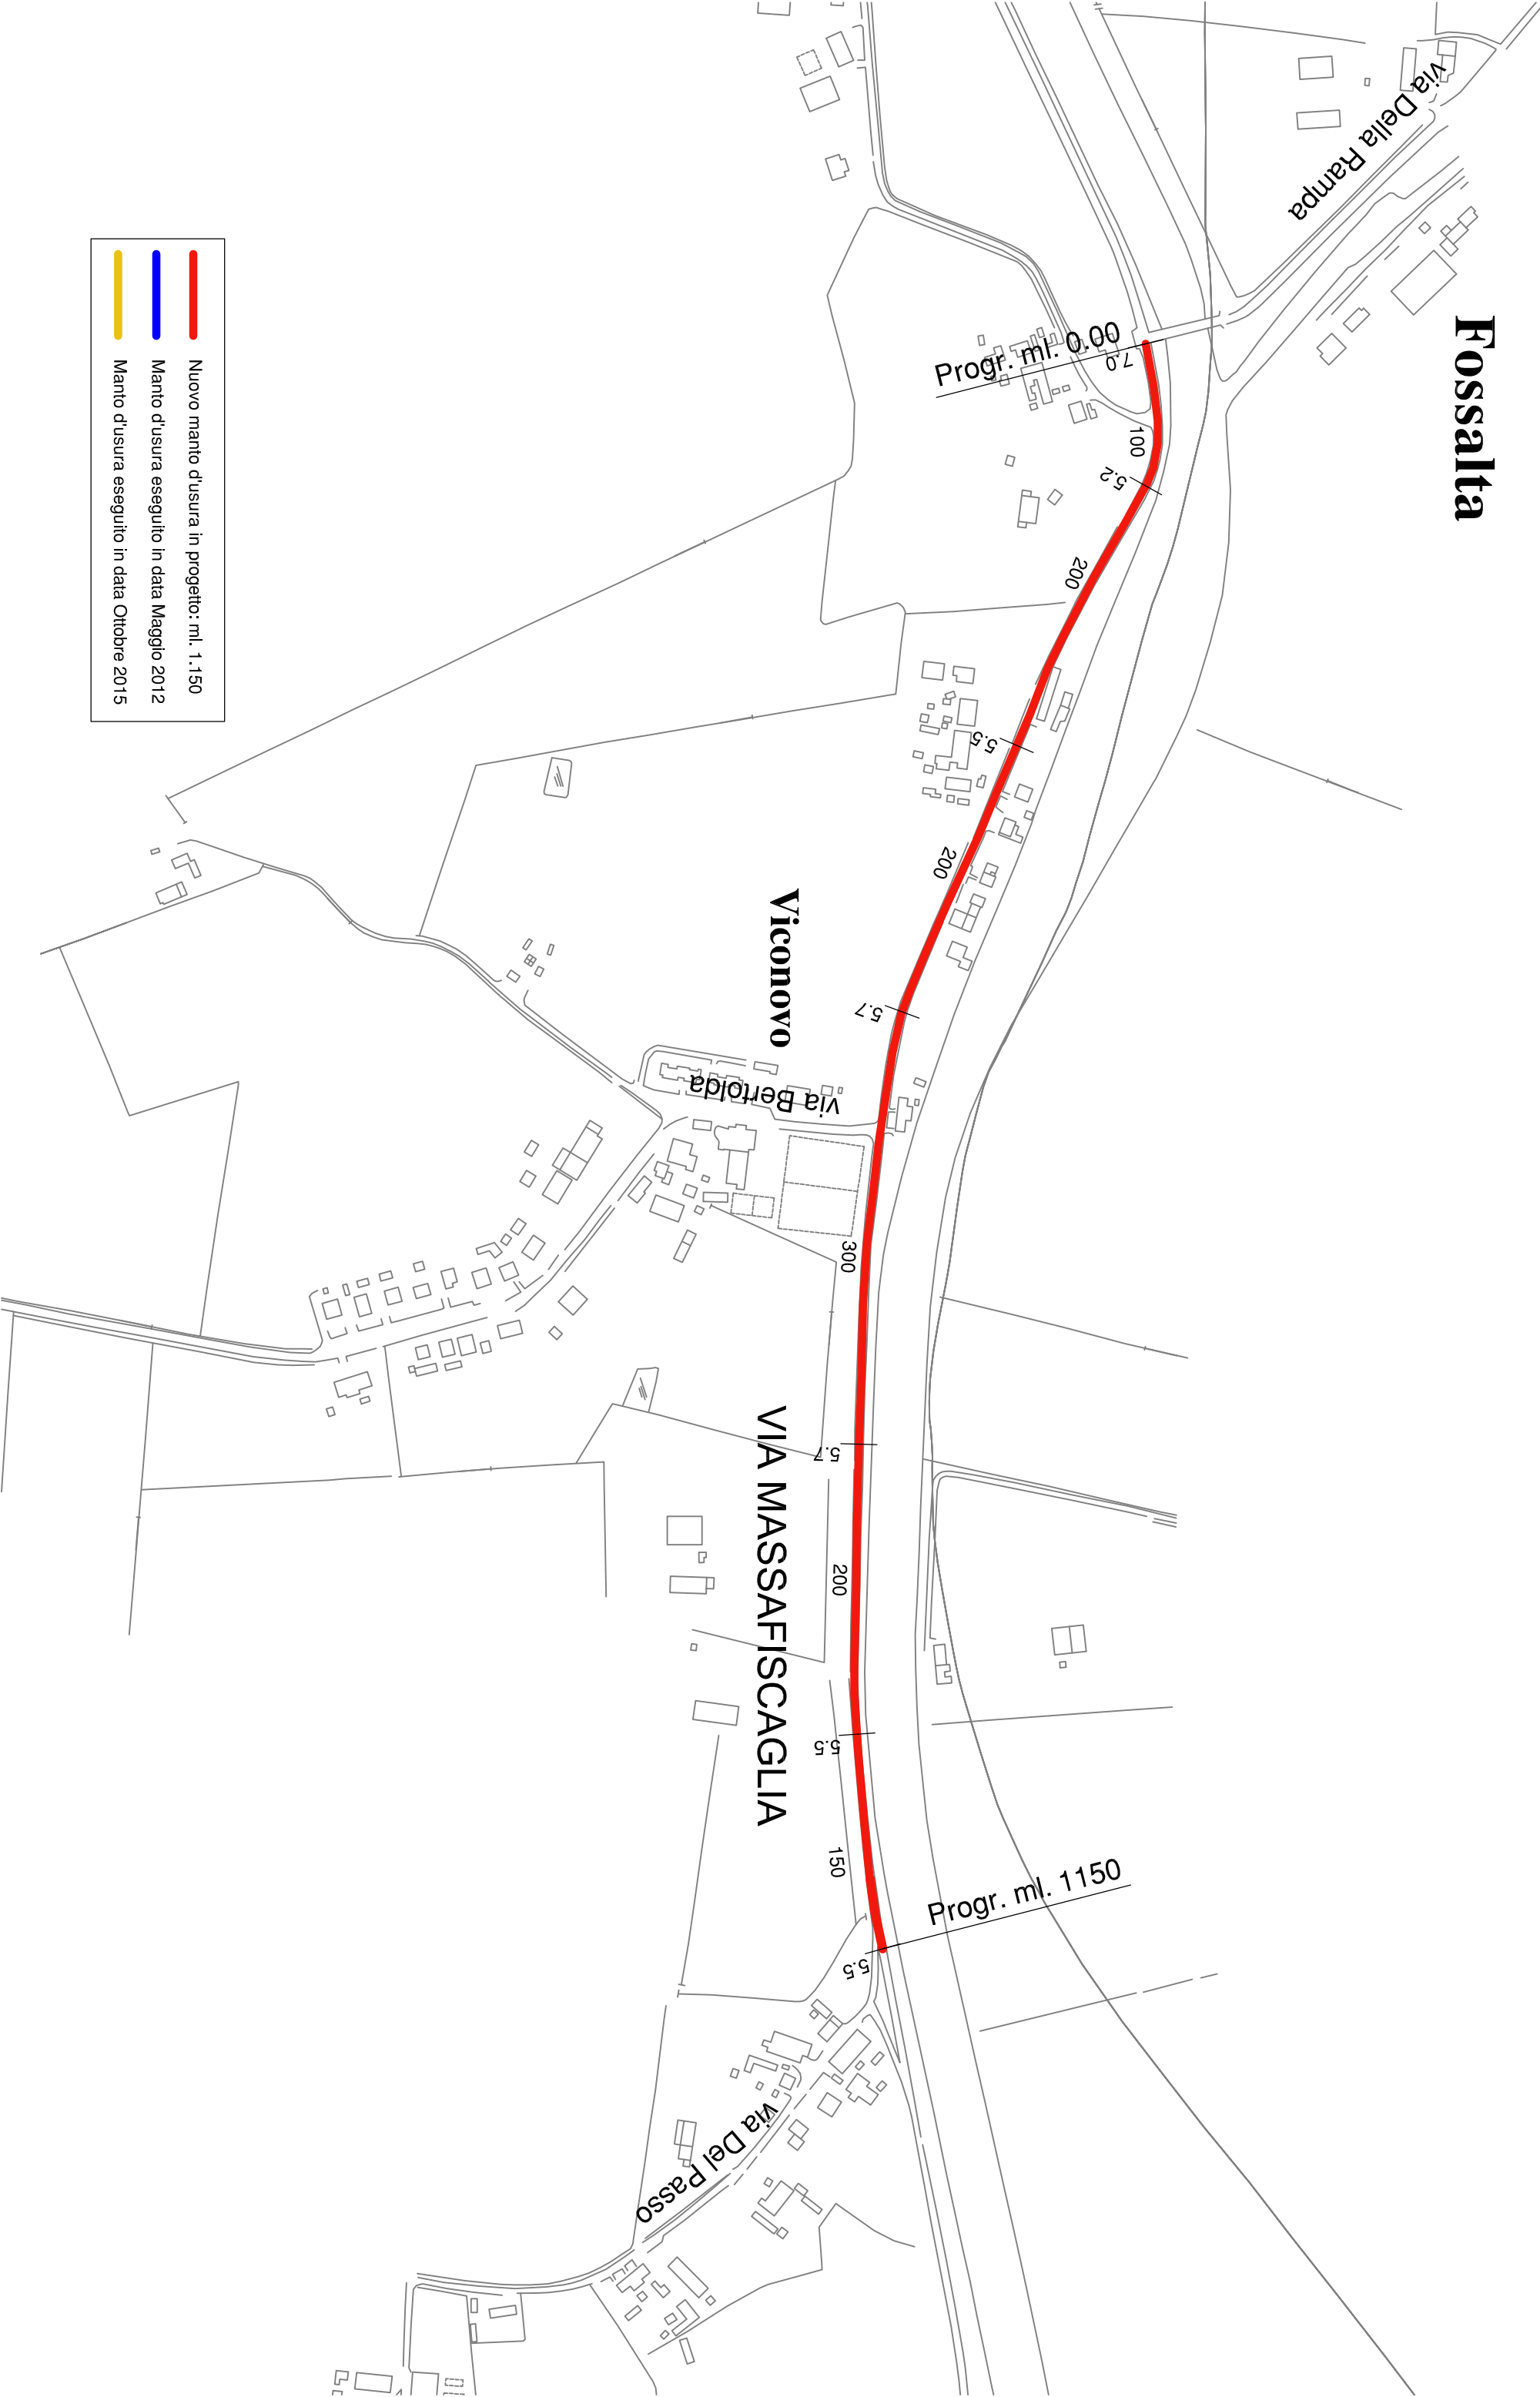 Fossalta
via Della Rampa
Progr. ml. 0.00
7.0
100
5.2
200
5.5
200
5.7
Viconovo
via Bertolda
300
5.7
VIA MASSAFISCAGLIA
200
5.5
150
Progr. ml. 1150
5.5
via Del Passo
Nuovo manto d'usura in progetto: ml. 1.150
Manto d'usura eseguito in data Maggio 2012
Manto d'usura eseguito in data Ottobre 2015